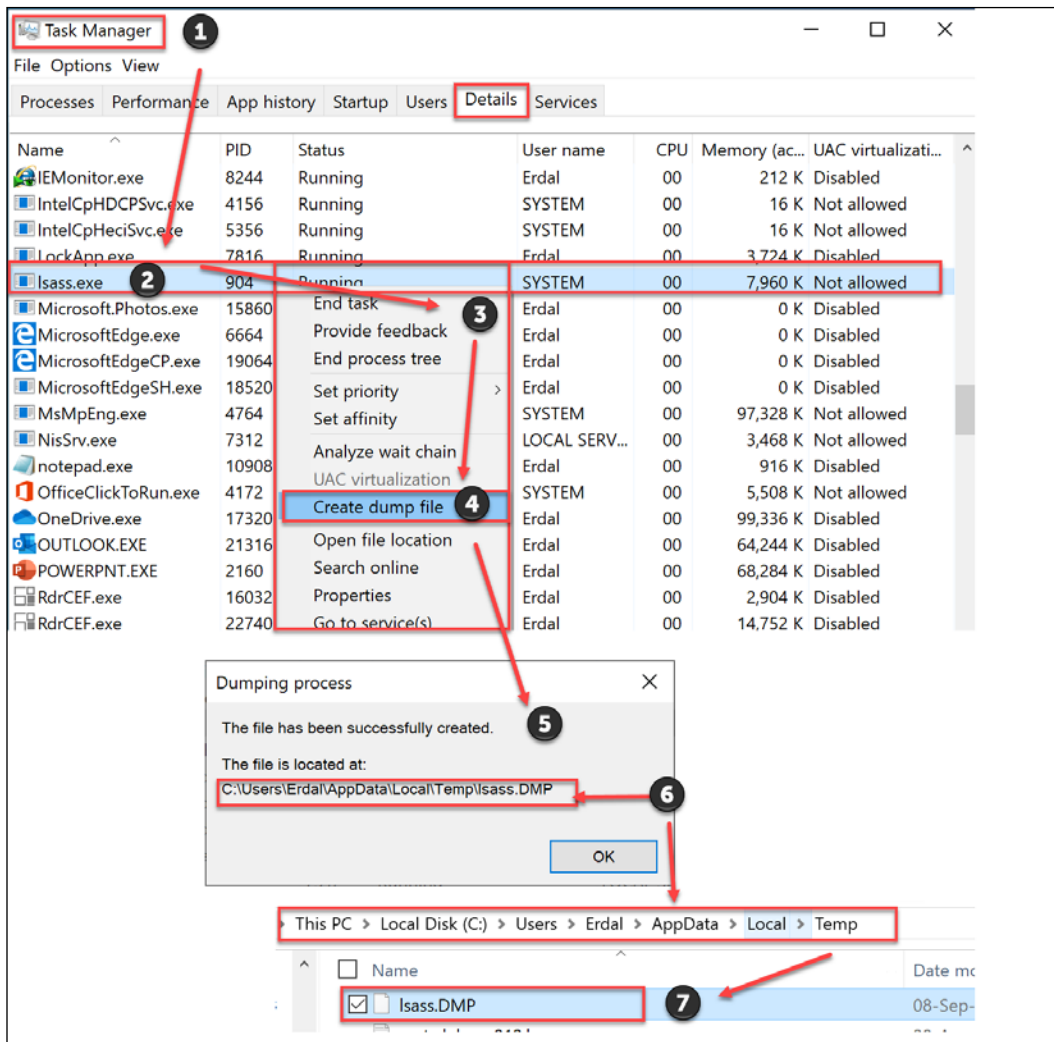 Task Manager 1
File Options View
Processes Performance App history Startup Users Details Services
Name PID Status User name CPU Memory (ac... UAC virtualizati...
IEMonitor.exe 8244 Running Erdal 00 212 K Disabled
IntelCpHDCPSvc.exe 4156 Running SYSTEM 00 16 K Not allowed
IntelCpHeciSvc.exe 5356 Running SYSTEM 00 16 K Not allowed
LockApp.exe 7816 Running Erdal 00 3,724 K Disabled
lsass.exe 2 904 Running SYSTEM 00 7,960 K Not allowed
Microsoft.Photos.exe 15860 End task 3 Erdal 00 0 K Disabled
MicrosoftEdge.exe 6664 Provide feedback Erdal 00 0 K Disabled
MicrosoftEdgeCP.exe 19064 End process tree Erdal 00 0 K Disabled
MicrosoftEdgeSH.exe 18520 Set priority > Erdal 00 0 K Disabled
MsMpEng.exe 4764 Set affinity SYSTEM 00 97,328 K Not allowed
NisSrv.exe 7312 Analyze wait chain LOCAL SERV... 00 3,468 K Not allowed
notepad.exe 10908 UAC virtualization Erdal 00 916 K Disabled
OfficeClickToRun.exe 4172 Create dump file 4 SYSTEM 00 5,508 K Not allowed
OneDrive.exe 17320 Open file location Erdal 00 99,336 K Disabled
OUTLOOK.EXE 21316 Search online Erdal 00 64,244 K Disabled
POWERPNT.EXE 2160 Properties Erdal 00 68,284 K Disabled
RdrCEF.exe 16032 Go to service(s) Erdal 00 2,904 K Disabled
RdrCEF.exe 22740 Erdal 00 14,752 K Disabled
Dumping process
The file has been successfully created. 5
The file is located at:
C:\Users\Erdal\AppData\Local\Temp\lsass.DMP 6
OK
This PC > Local Disk (C:) > Users > Erdal > AppData > Local > Temp
Name Date mo
lsass.DMP 7 08-Sep-